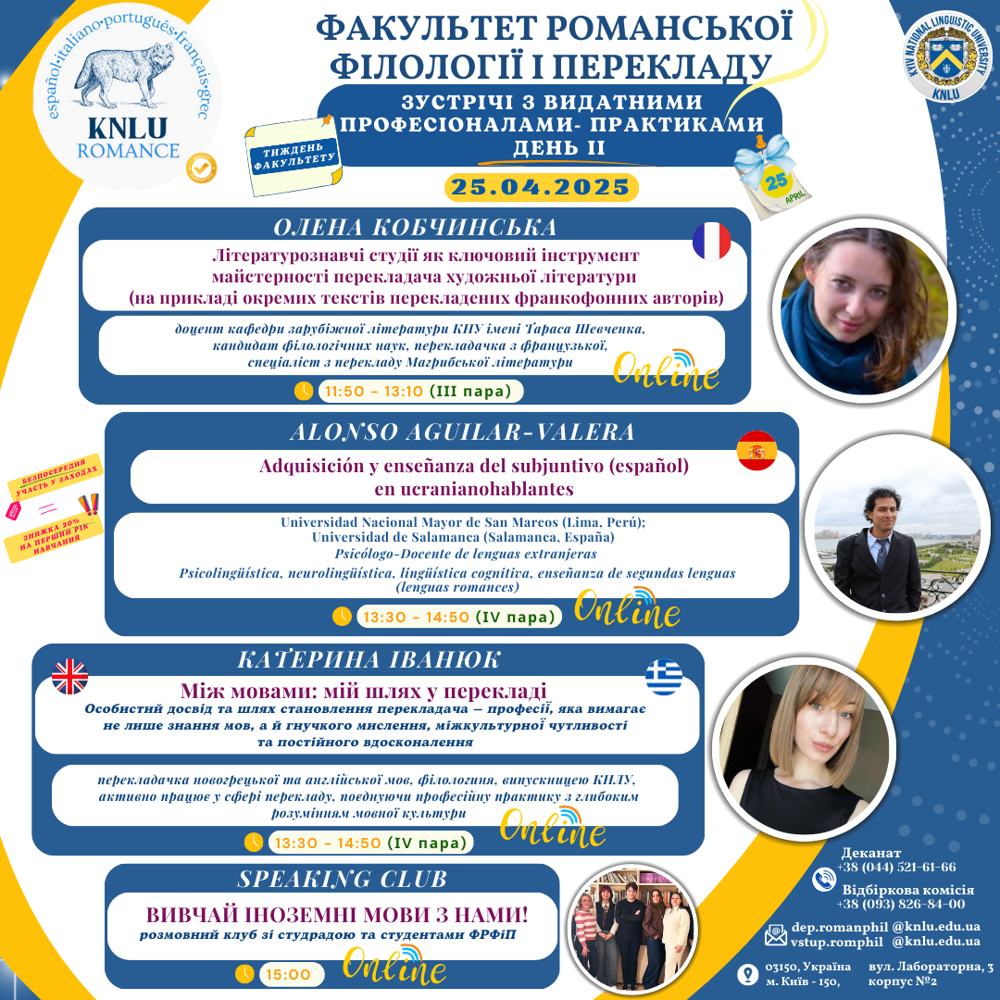 español·italiano·português·français·grec
KNLU
ROMANCE
ФАКУЛЬТЕТ РОМАНСЬКОЇ
ФІЛОЛОГІЇ І ПЕРЕКЛАДУ
KYIV NATIONAL LINGUISTIC UNIVERSITY
KNLU
ЗУСТРІЧІ З ВИДАТНИМИ
ПРОФЕСІОНАЛАМИ- ПРАКТИКАМИ
ДЕНЬ II
ТИЖДЕНЬ
ФАКУЛЬТЕТУ
25.04.2025
25
APRIL
ОЛЕНА КОБЧИНСЬКА
Літературознавчі студії як ключовий інструмент
майстерності перекладача художньої літератури
(на прикладі окремих текстів перекладених франкофонних авторів)
доцент кафедри зарубіжної літератури КНУ імені Тараса Шевченка,
кандидат філологічних наук, перекладачка з французької,
спеціаліст з перекладу Магрибської літератури
Online
11:50 - 13:10 (III пара)
ALONSO AGUILAR-VALERA
Adquisición y enseñanza del subjuntivo (español)
en ucranianohablantes
Universidad Nacional Mayor de San Marcos (Lima, Perú);
Universidad de Salamanca (Salamanca, España)
Psicólogo-Docente de lenguas extranjeras
Psicolingüística, neurolingüística, lingüística cognitiva, enseñanza de segundas lenguas
(lenguas romances)
13:30 - 14:50 (IV пара)
Online
БЕЗПОСЕРЕДНЯ
УЧАСТЬ У ЗАХОДАХ
ЗНИЖКА 20%
НА ПЕРШИЙ РІК
НАВЧАННЯ
КАТЕРИНА ІВАНЮК
Між мовами: мій шлях у перекладі
Особистий досвід та шлях становлення перекладача — професії, яка вимагає
не лише знання мов, а й гнучкого мислення, міжкультурної чутливості
та постійного вдосконалення
перекладачка новогрецької та англійської мов, філологиня, випускницею КНЛУ,
активно працює у сфері перекладу, поєднуючи професійну практику з глибоким
розумінням мовної культури
Online
13:30 - 14:50 (IV пара)
SPEAKING CLUB
ВИВЧАЙ ІНОЗЕМНІ МОВИ З НАМИ!
розмовний клуб зі студрадою та студентами ФРФіП
15:00
Online
Деканат
+38 (044) 521-61-66
Відбіркова комісія
+38 (093) 826-84-00
dep.romanphil @knlu.edu.ua
vstup.romphil @knlu.edu.ua
03150, Україна вул. Лабораторна, 3
м. Київ - 150, корпус №2